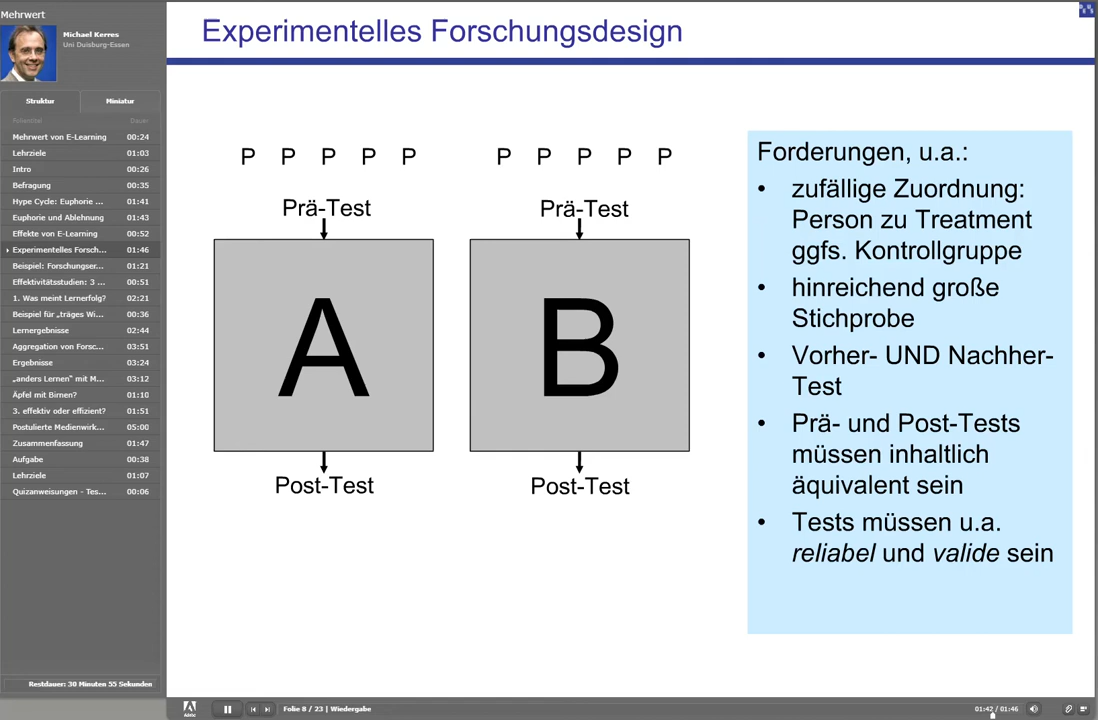 Mehrwert
Michael Kerres
Uni Duisburg-Essen
Struktur Miniatur
Folientitel Dauer
Mehrwert von E-Learning 00:24
Lehrziele 01:03
Intro 00:26
Befragung 00:35
Hype Cycle: Euphorie ... 01:41
Euphorie und Ablehnung 01:43
Effekte von E-Learning 00:52
Experimentelles Forsch... 01:46
Beispiel: Forschungser... 01:21
Effektivitätsstudien: 3 ... 00:51
1. Was meint Lernerfolg? 02:21
Beispiel für „träges Wi... 00:36
Lernergebnisse 02:44
Aggregation von Forsc... 03:51
Ergebnisse 03:24
„anders Lernen“ mit M... 03:12
Äpfel mit Birnen? 01:10
3. effektiv oder effizient? 01:51
Postulierte Medienwirk... 05:00
Zusammenfassung 01:47
Aufgabe 00:38
Lehrziele 01:07
Quizanweisungen - Tes... 00:06
Restdauer: 30 Minuten 55 Sekunden
Experimentelles Forschungsdesign
P P P P P P P P P P
Prä-Test Prä-Test
A B
Post-Test Post-Test
Forderungen, u.a.:
• zufällige Zuordnung:
Person zu Treatment
ggfs. Kontrollgruppe
• hinreichend große
Stichprobe
• Vorher- UND Nachher-
Test
• Prä- und Post-Tests
müssen inhaltlich
äquivalent sein
• Tests müssen u.a.
reliabel und valide sein
Adobe
Folie 8 / 23 | Wiedergabe
01:42 / 01:46